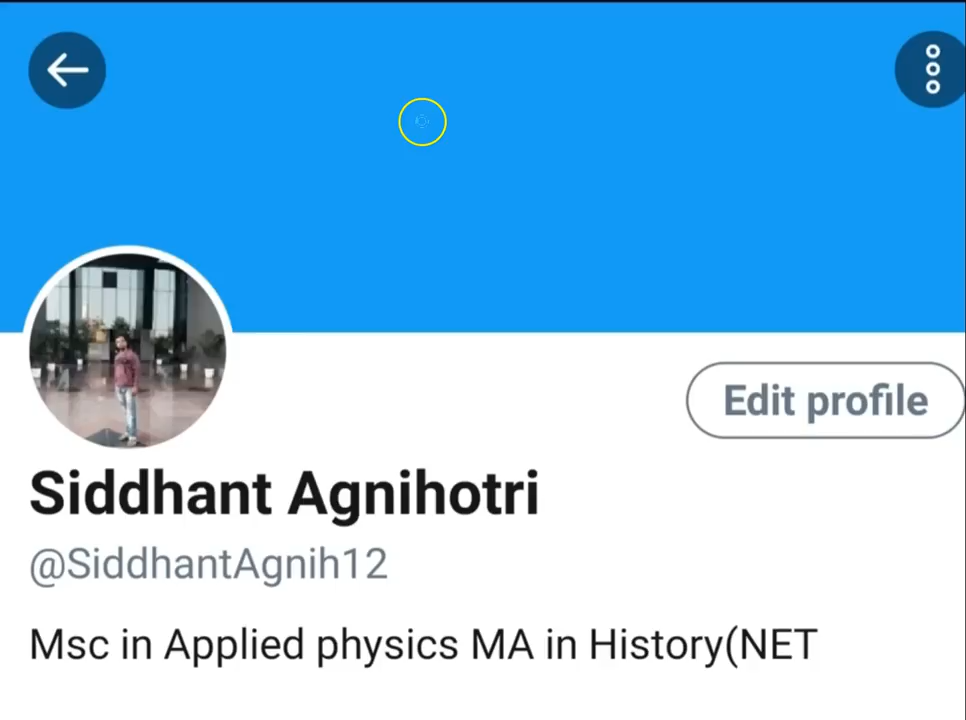 Edit profile
Siddhant Agnihotri
@SiddhantAgnih12
Msc in Applied physics MA in History(NET